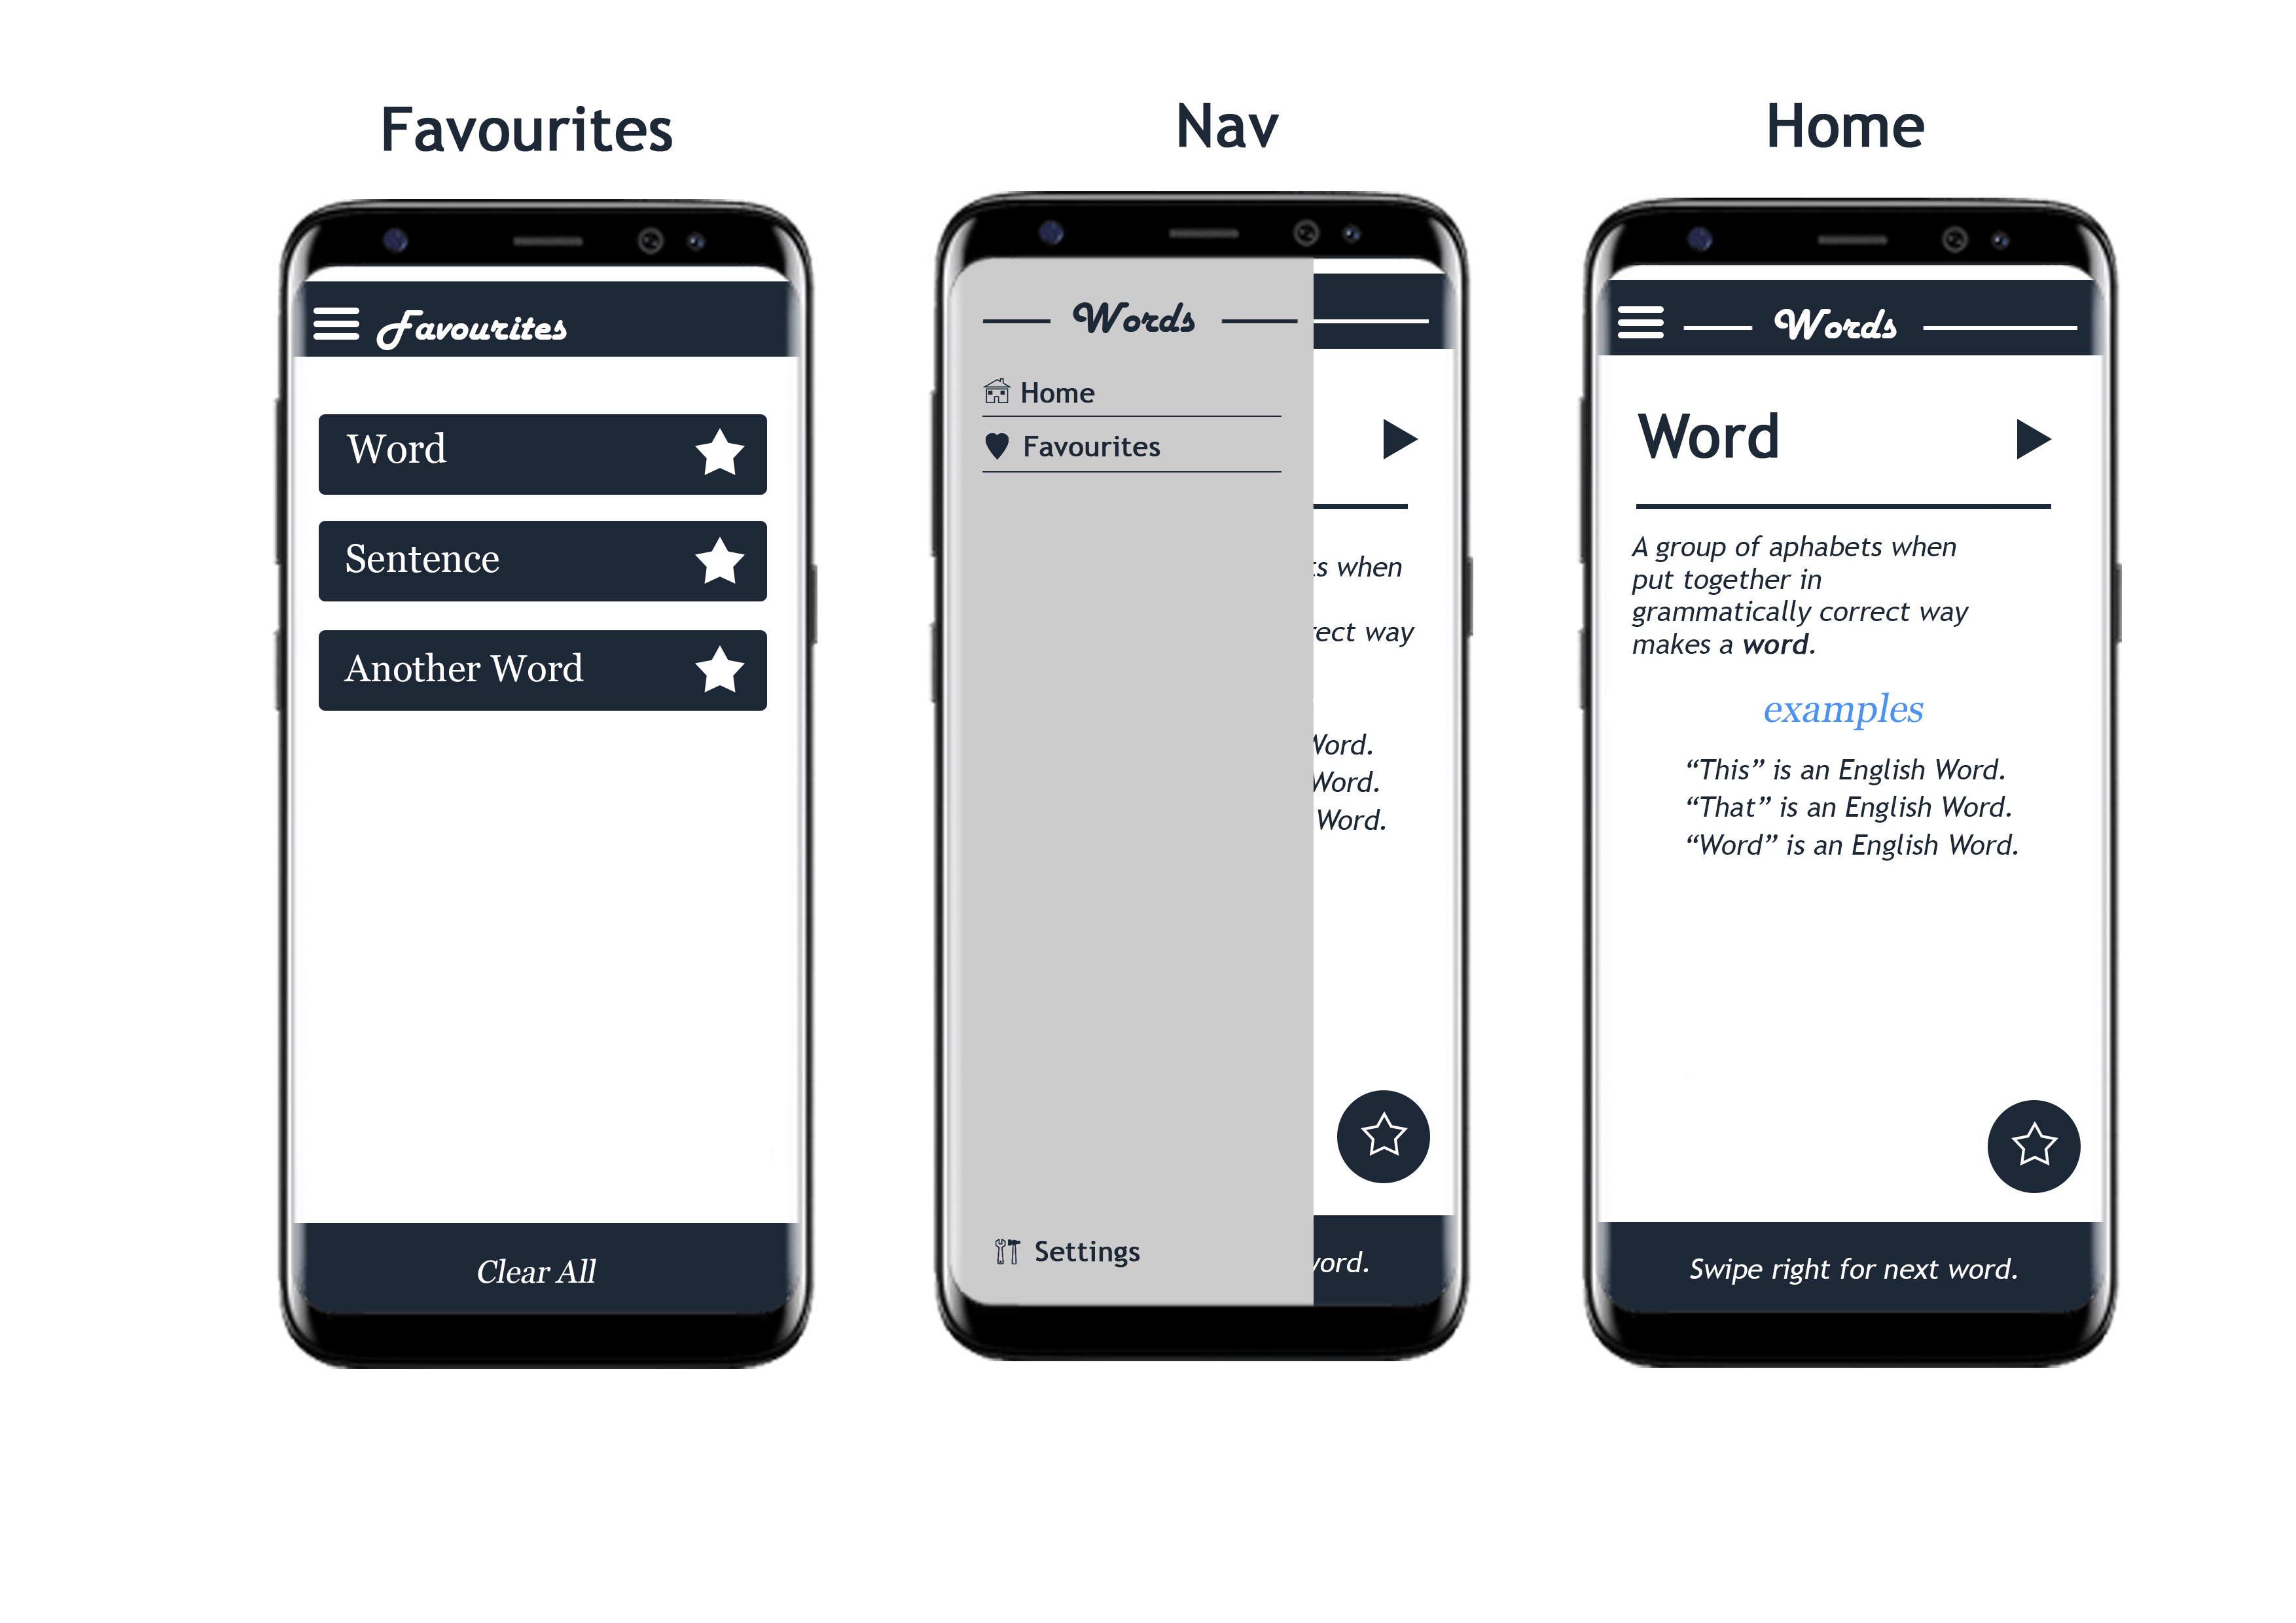 Favourites
Favourites
Word
Sentence
Another Word
Clear All
Nav
Words
Home
Favourites
s when
ect way
Word.
Word.
Word.
Settings
ord.
Home
Words
Word
A group of aphabets when
put together in
grammatically correct way
makes a word.
examples
“This” is an English Word.
“That” is an English Word.
“Word” is an English Word.
Swipe right for next word.